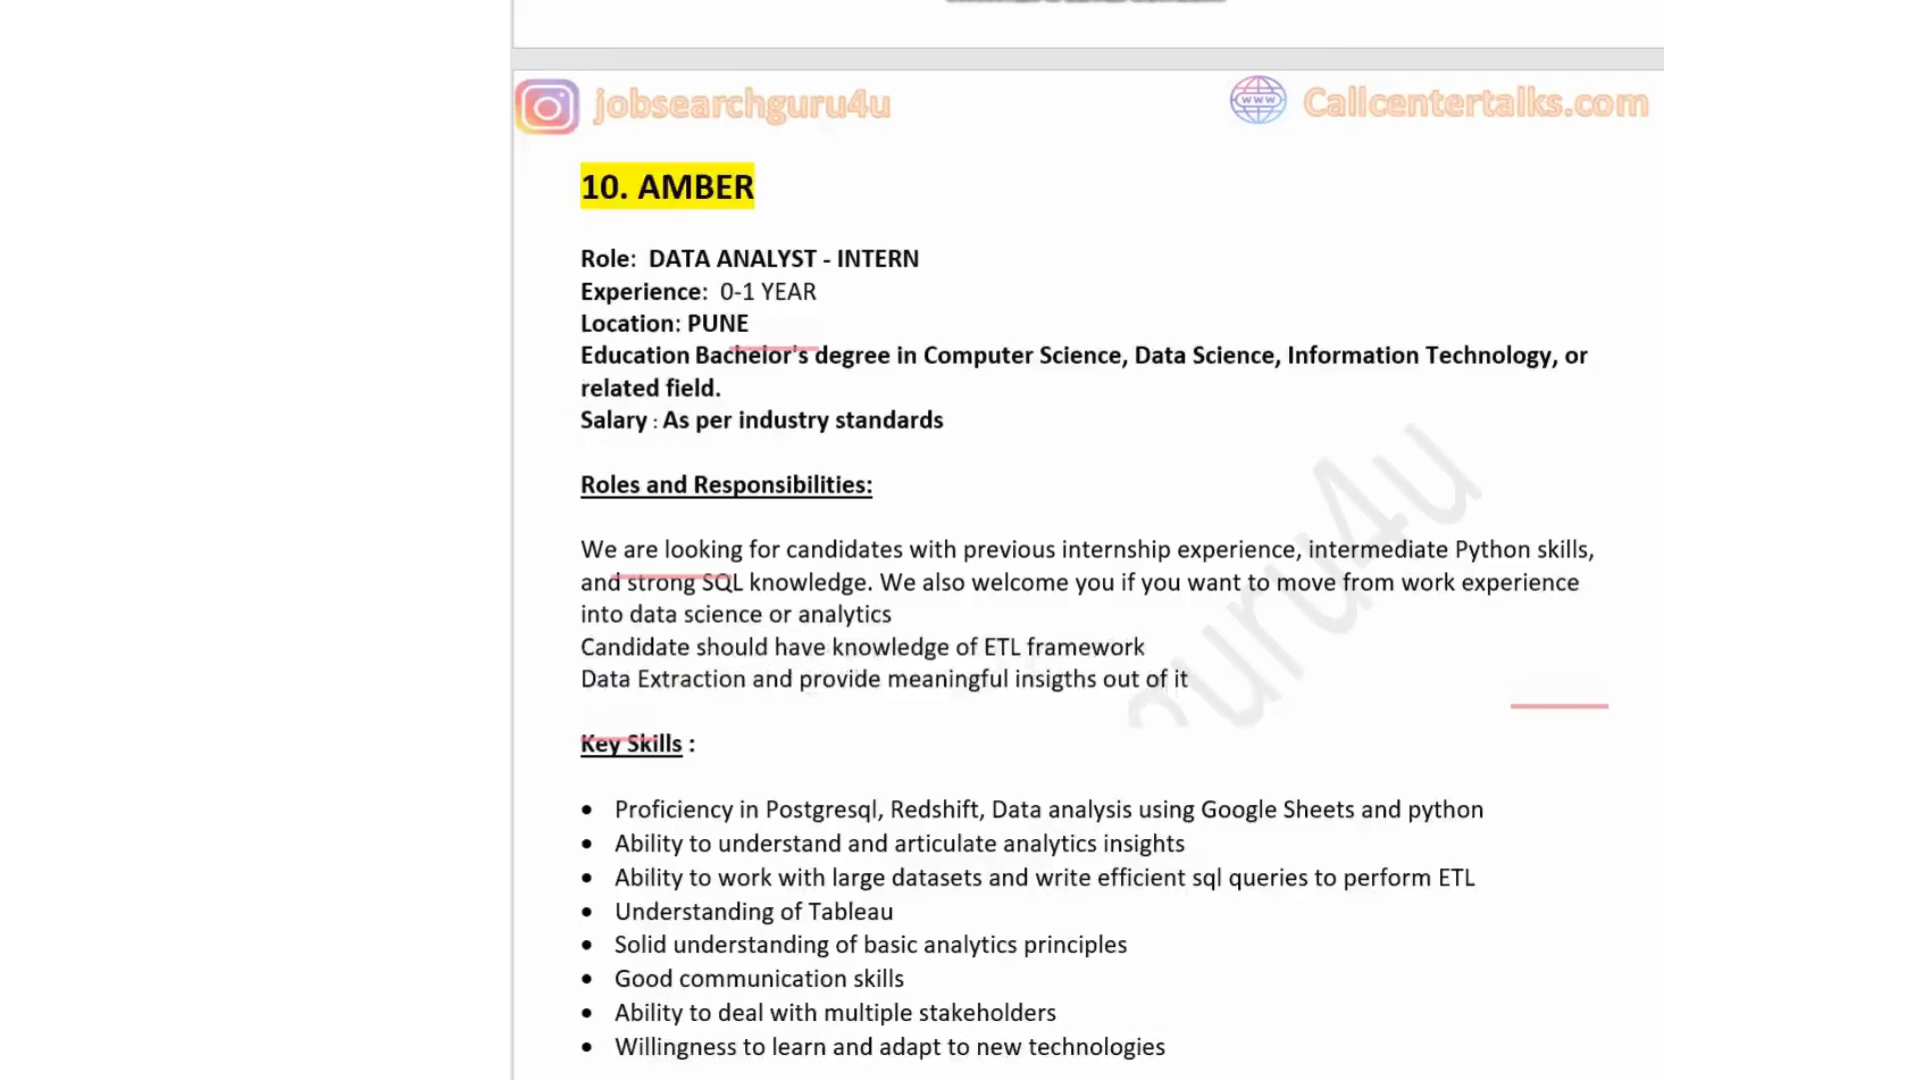 jobsearchguru4u
www Callcentertalks.com
10. AMBER
Role: DATA ANALYST - INTERN
Experience: 0-1 YEAR
Location: PUNE
Education Bachelor's degree in Computer Science, Data Science, Information Technology, or
related field.
Salary : As per industry standards
Roles and Responsibilities:
We are looking for candidates with previous internship experience, intermediate Python skills,
and strong SQL knowledge. We also welcome you if you want to move from work experience
into data science or analytics
Candidate should have knowledge of ETL framework
Data Extraction and provide meaningful insigths out of it
guru4u
Key Skills :
• Proficiency in Postgresql, Redshift, Data analysis using Google Sheets and python
• Ability to understand and articulate analytics insights
• Ability to work with large datasets and write efficient sql queries to perform ETL
• Understanding of Tableau
• Solid understanding of basic analytics principles
• Good communication skills
• Ability to deal with multiple stakeholders
• Willingness to learn and adapt to new technologies